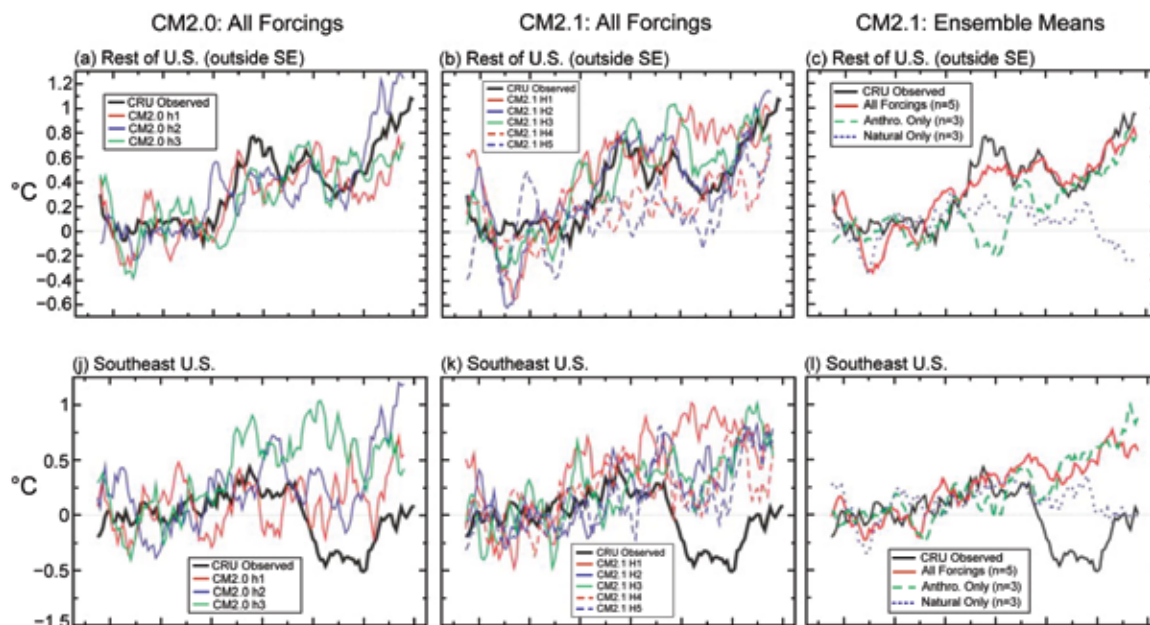 CM2.0: All Forcings
CM2.1: All Forcings
CM2.1: Ensemble Means
(a) Rest of U.S. (outside SE)
(b) Rest of U.S. (outside SE)
(c) Rest of U.S. (outside SE)
°C
1.2
1
0.8
0.6
0.4
0.2
0
−0.2
−0.4
−0.6
CRU Observed
CM2.0 h1
CM2.0 h2
CM2.0 h3
CRU Observed
CM2.1 H1
CM2.1 H2
CM2.1 H3
CM2.1 H4
CM2.1 H5
CRU Observed
All Forcings (n=5)
Anthro. Only (n=3)
Natural Only (n=3)
(j) Southeast U.S.
(k) Southeast U.S.
(l) Southeast U.S.
°C
1
0.5
0
−0.5
−1.5
CRU Observed
CM2.0 h1
CM2.0 h2
CM2.0 h3
CRU Observed
CM2.1 H1
CM2.1 H2
CM2.1 H3
CM2.1 H4
CM2.1 H5
CRU Observed
All Forcings (n=5)
Anthro. Only (n=3)
Natural Only (n=3)